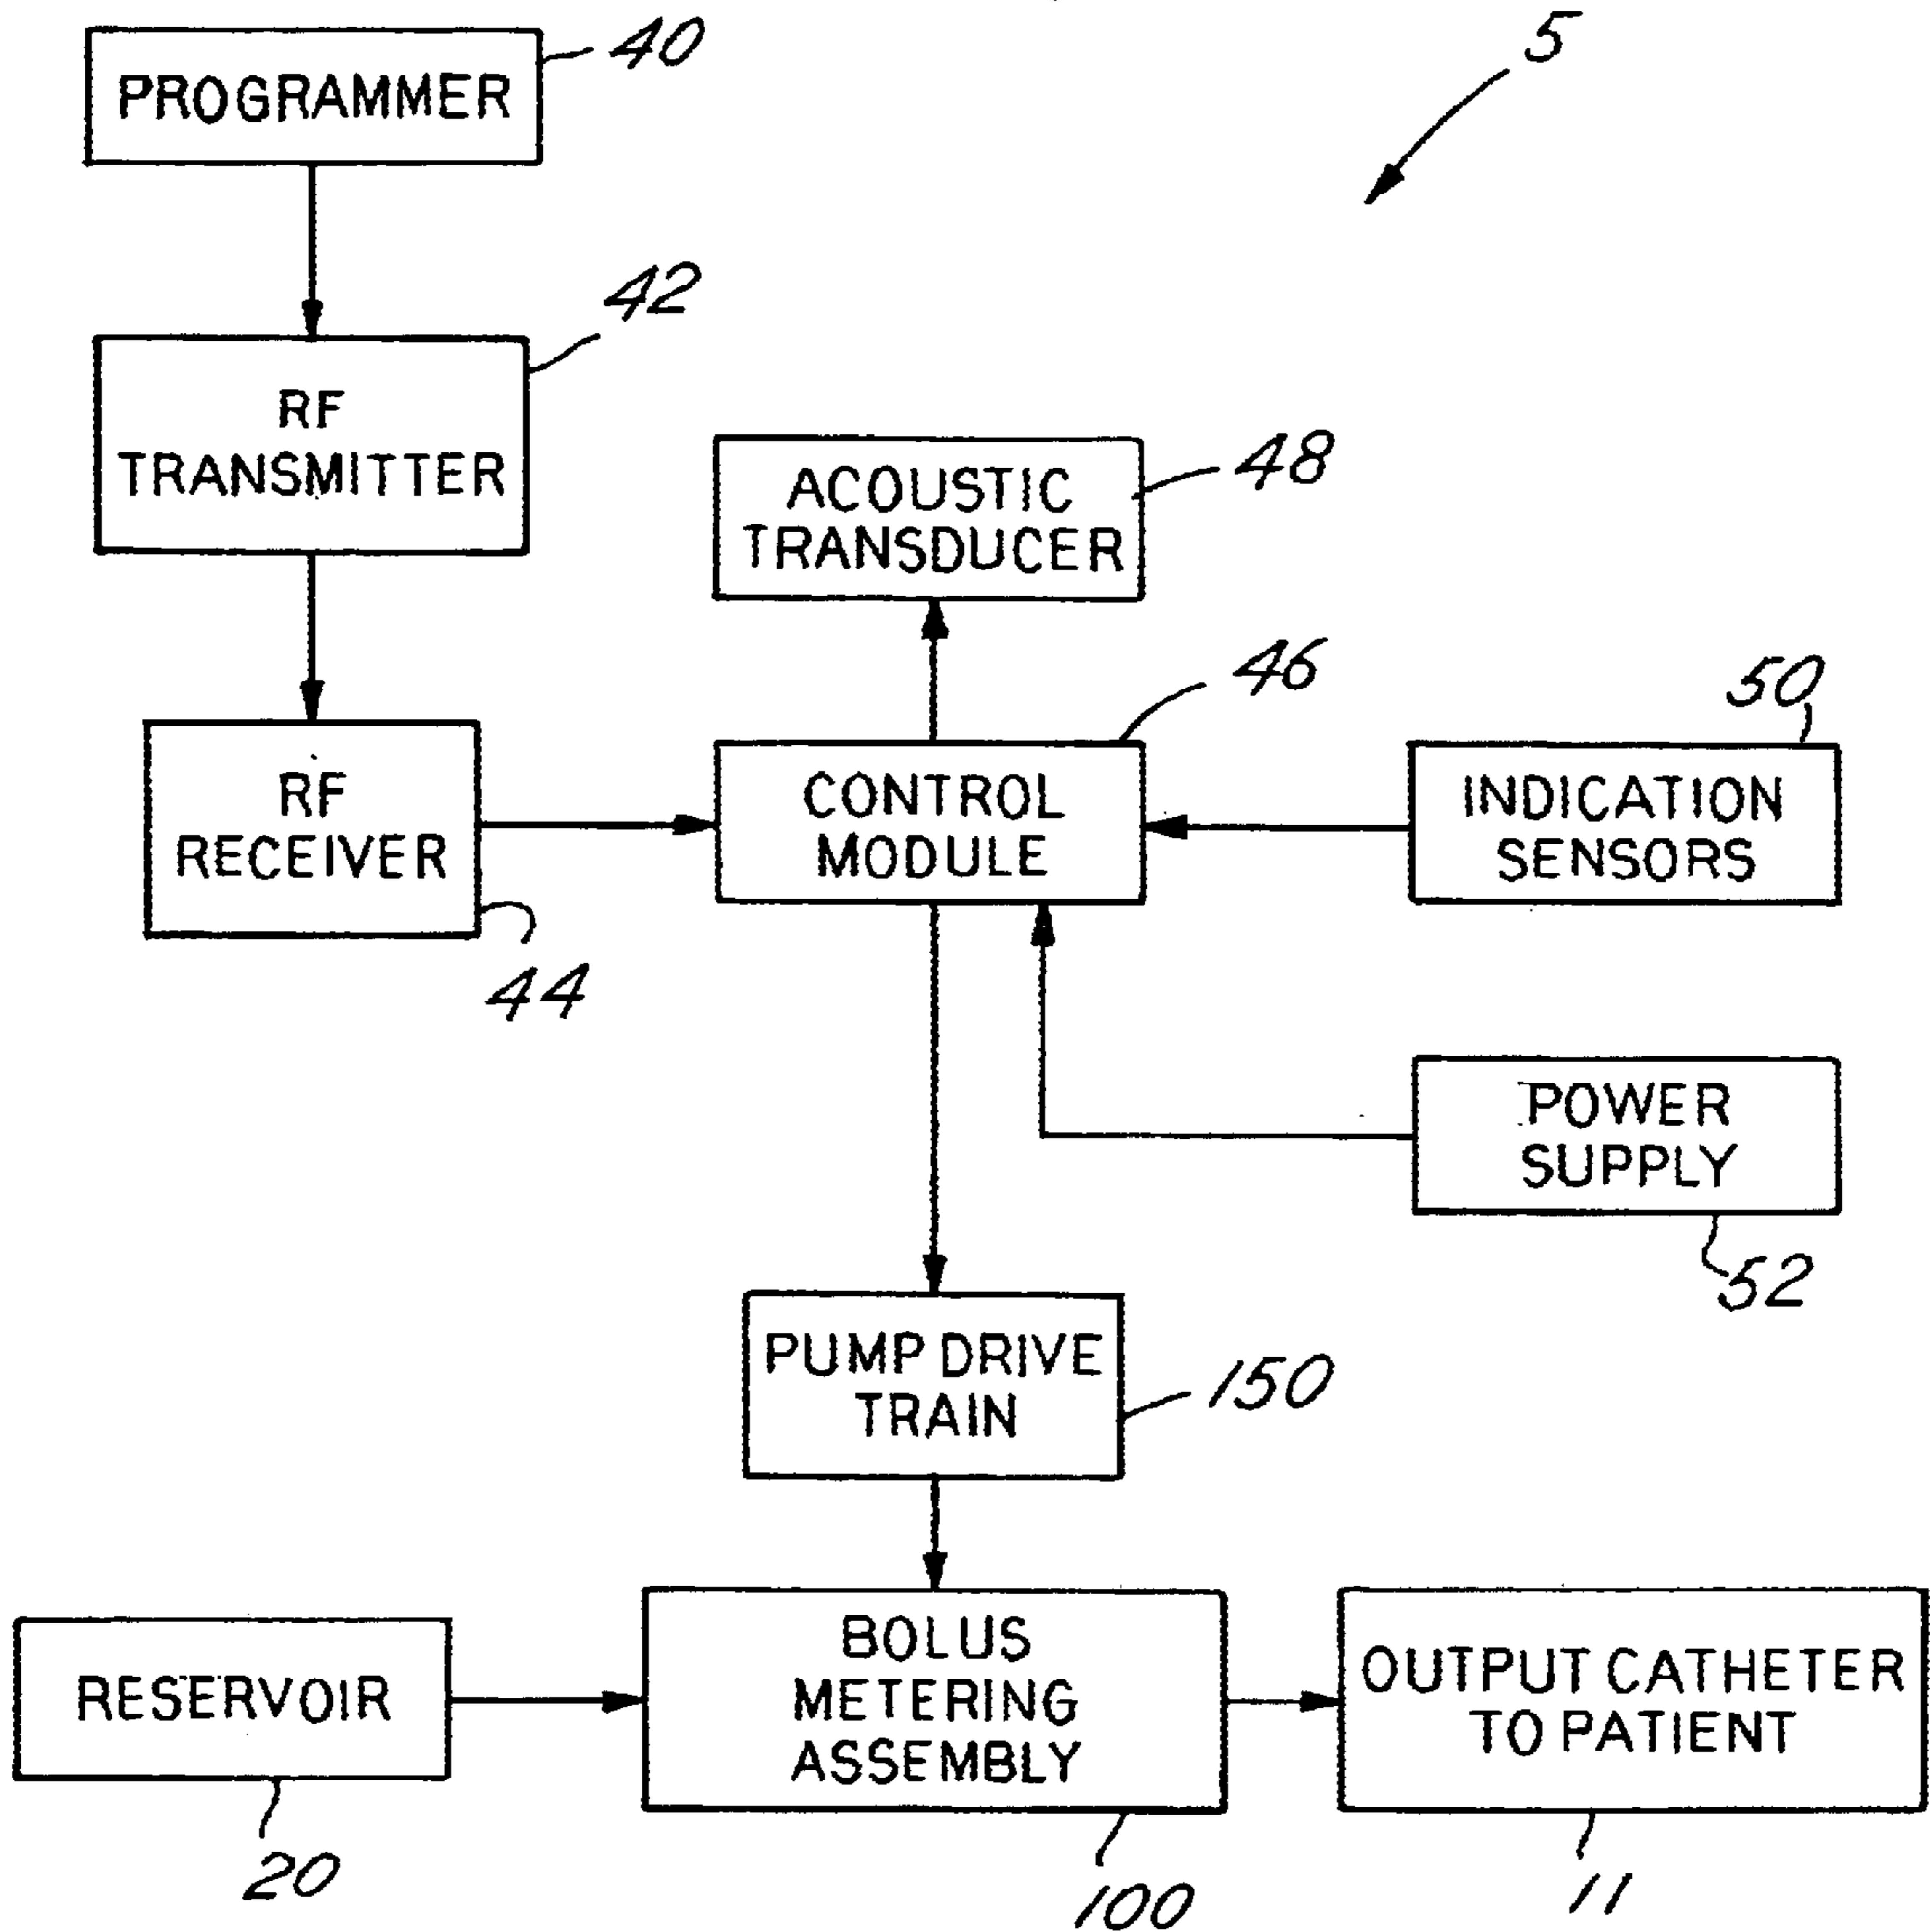 5
PROGRAMMER
40
RF
TRANSMITTER
42
ACOUSTIC
TRANSDUCER
48
RF
RECEIVER
44
CONTROL
MODULE
46
INDICATION
SENSORS
50
POWER
SUPPLY
52
PUMP DRIVE
TRAIN
150
RESERVOIR
20
BOLUS
METERING
ASSEMBLY
100
OUTPUT CATHETER
TO PATIENT
11